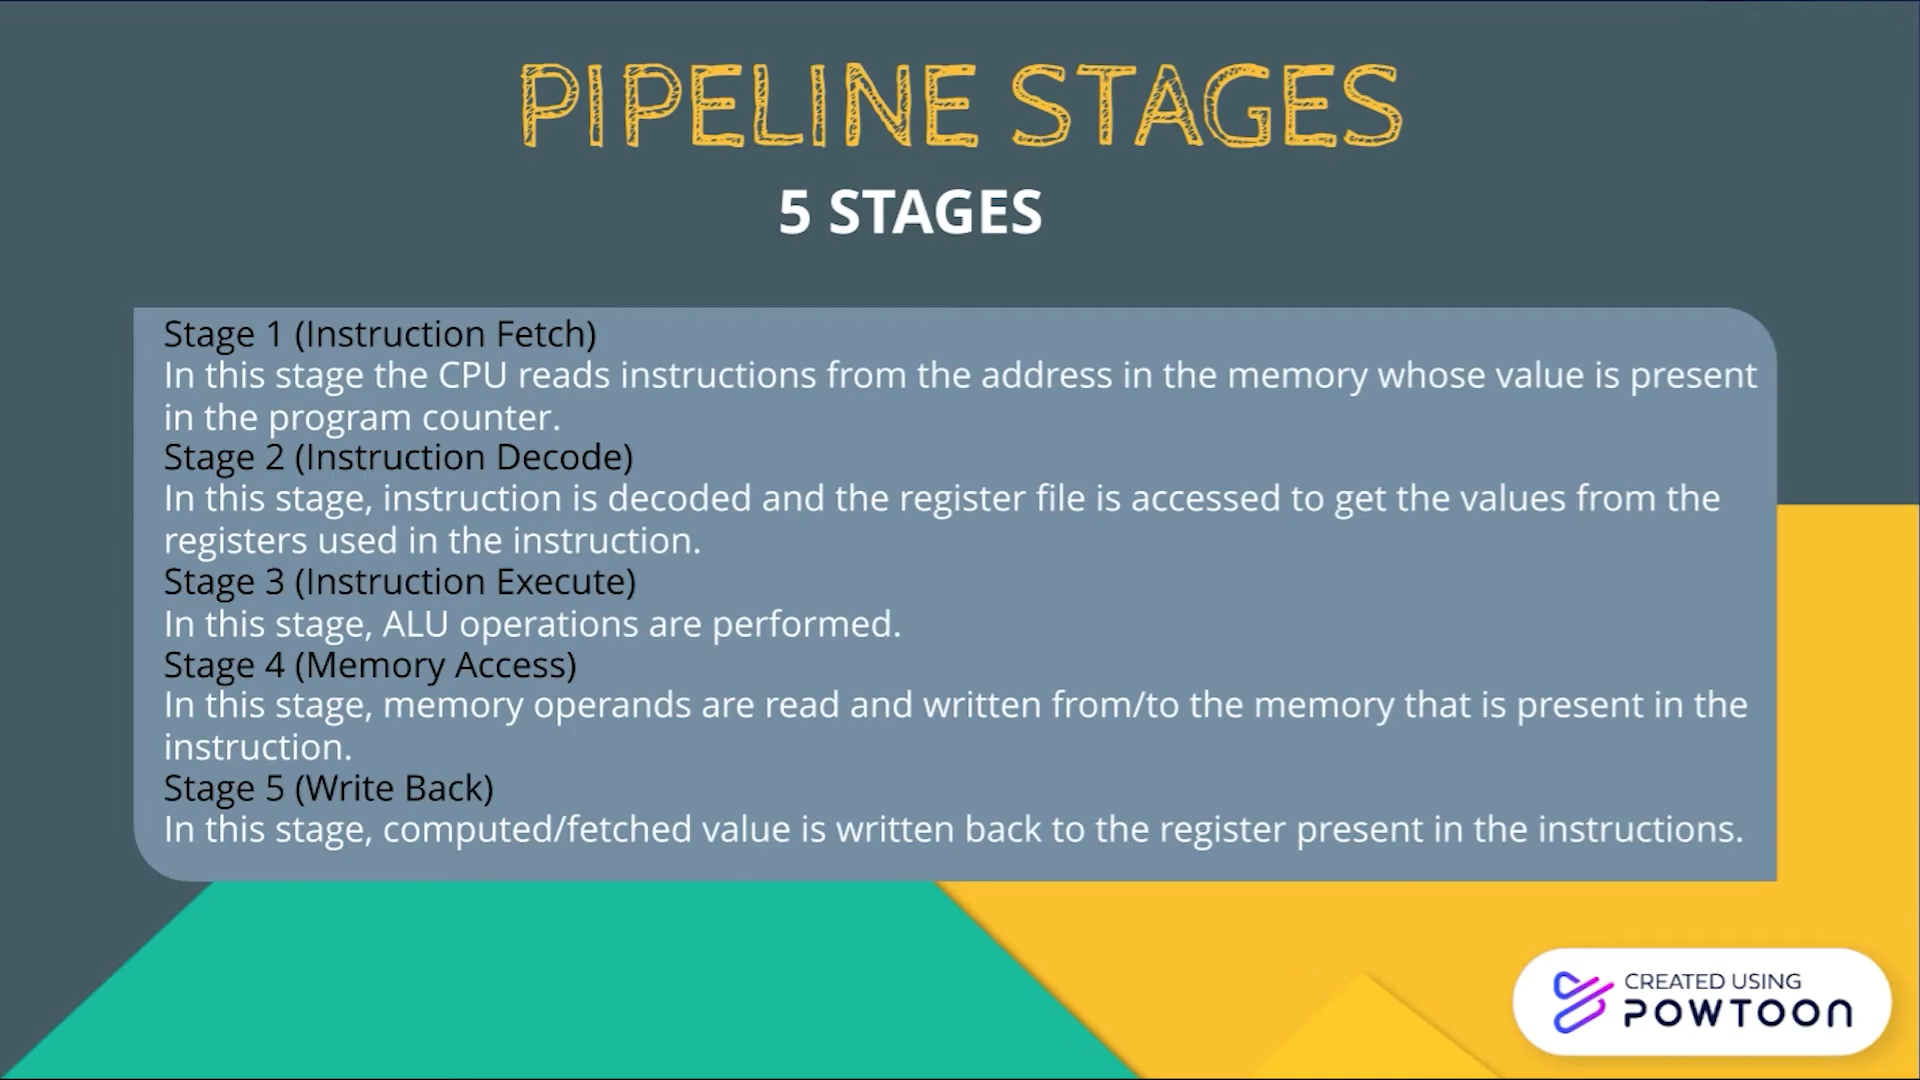 PIPELINE STAGES
5 STAGES
Stage 1 (Instruction Fetch)
In this stage the CPU reads instructions from the address in the memory whose value is present
in the program counter.
Stage 2 (Instruction Decode)
In this stage, instruction is decoded and the register file is accessed to get the values from the
registers used in the instruction.
Stage 3 (Instruction Execute)
In this stage, ALU operations are performed.
Stage 4 (Memory Access)
In this stage, memory operands are read and written from/to the memory that is present in the
instruction.
Stage 5 (Write Back)
In this stage, computed/fetched value is written back to the register present in the instructions.
CREATED USING
POWTOON